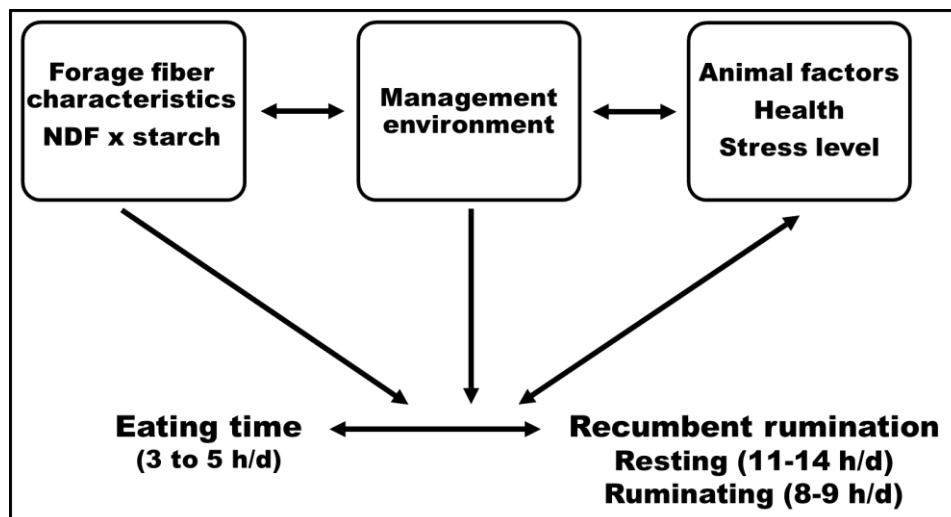 Forage fiber
characteristics
NDF x starch
Management
environment
Animal factors
Health
Stress level
Eating time
(3 to 5 h/d)
Recumbent rumination
Resting (11-14 h/d)
Ruminating (8-9 h/d)